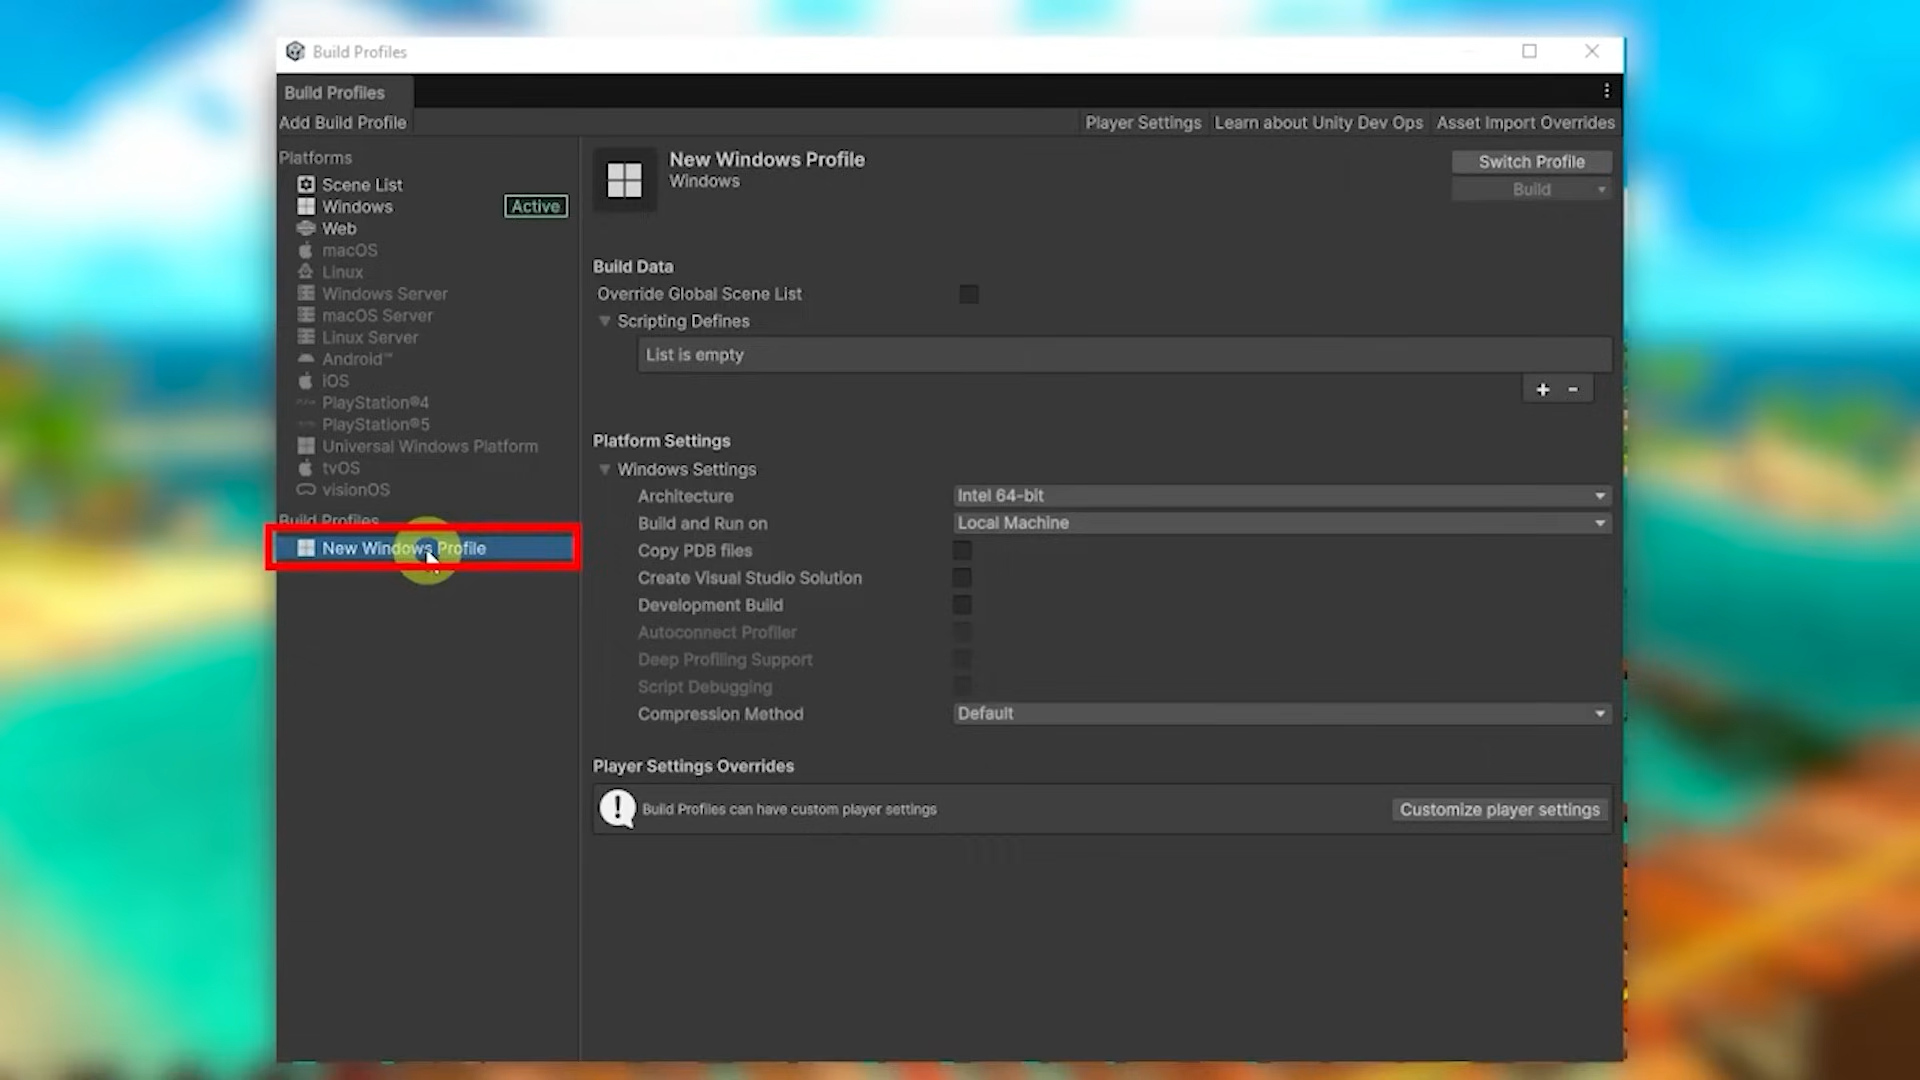 Build Profiles
Build Profiles
Add Build Profile
Player Settings
Learn about Unity Dev Ops
Asset Import Overrides
Platforms
Scene List
Windows
Active
Web
macOS
Linux
Windows Server
macOS Server
Linux Server
Android™
iOS
PlayStation®4
PlayStation®5
Universal Windows Platform
tvOS
visionOS
Build Profiles
New Windows Profile
New Windows Profile
Windows
Switch Profile
Build
Build Data
Override Global Scene List
Scripting Defines
List is empty
+ -
Platform Settings
Windows Settings
Architecture
Intel 64-bit
Build and Run on
Local Machine
Copy PDB files
Create Visual Studio Solution
Development Build
Autoconnect Profiler
Deep Profiling Support
Script Debugging
Compression Method
Default
Player Settings Overrides
Build Profiles can have custom player settings
Customize player settings